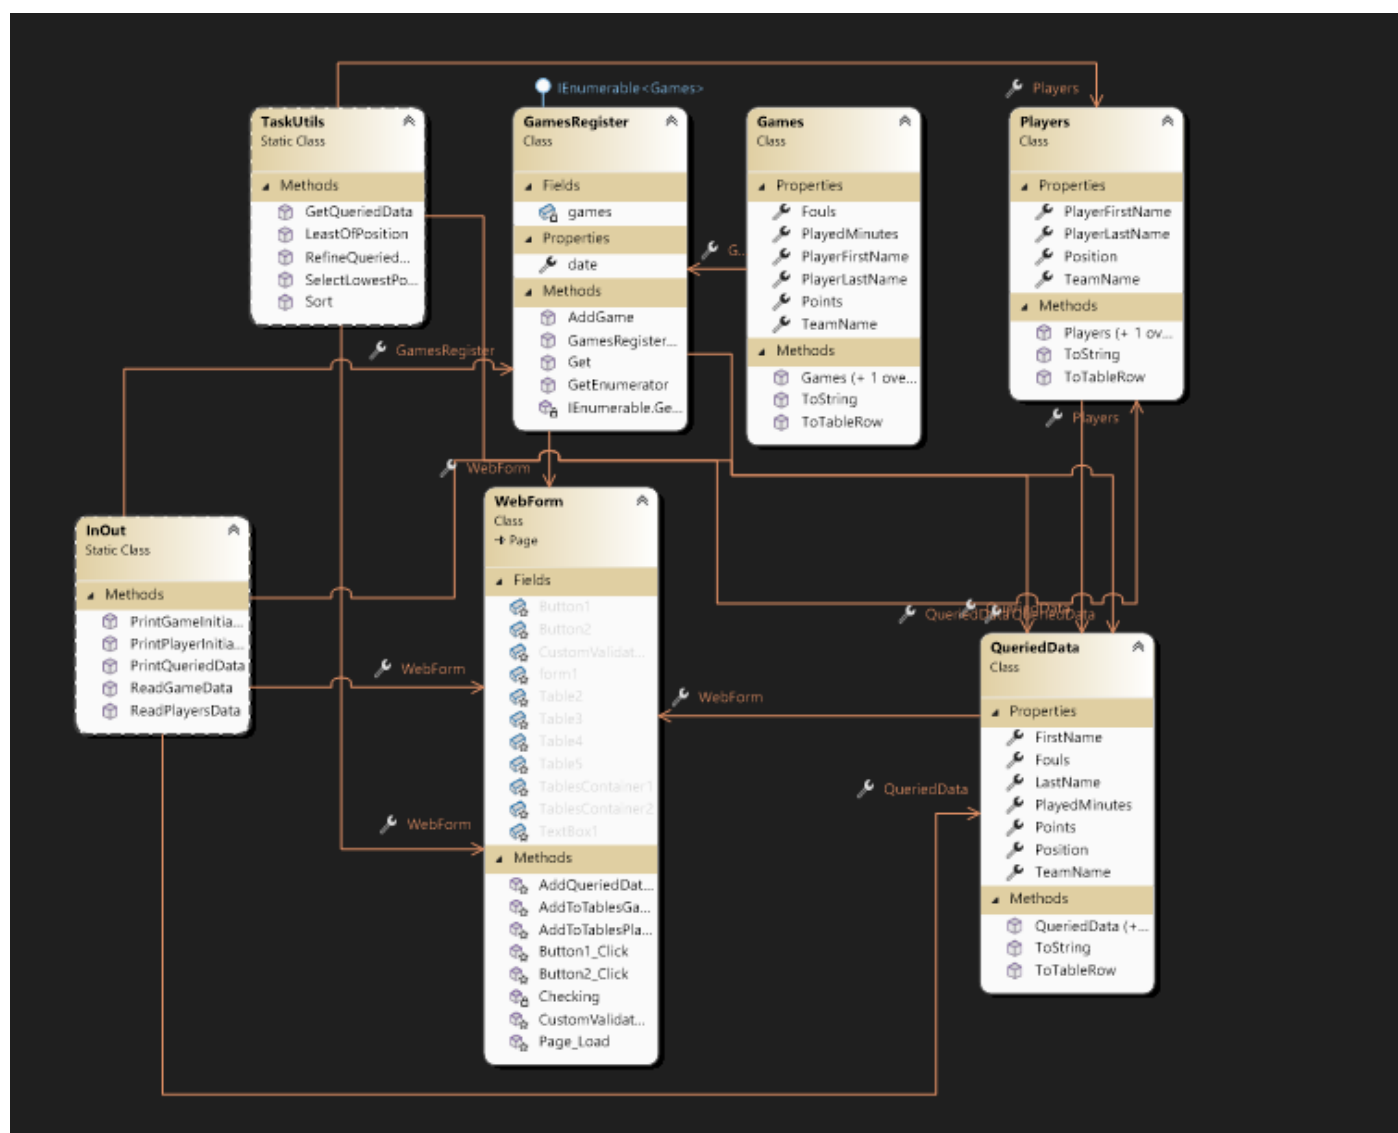 IEnumerable<Games>
Players
TaskUtils
Static Class
Methods
GetQueriedData
LeastOfPosition
RefineQueried...
SelectLowestPo...
Sort
GamesRegister
Class
Fields
games
Properties
date
Methods
AddGame
GamesRegister...
Get
GetEnumerator
IEnumerable.Ge...
G...
Games
Class
Properties
Fouls
PlayedMinutes
PlayerFirstName
PlayerLastName
Points
TeamName
Methods
Games (+ 1 ove...
ToString
ToTableRow
Players
Class
Properties
PlayerFirstName
PlayerLastName
Position
TeamName
Methods
Players (+ 1 ov...
ToString
ToTableRow
GamesRegister
Players
WebForm
InOut
Static Class
Methods
PrintGameInitia...
PrintPlayerInitia...
PrintQueriedData
ReadGameData
ReadPlayersData
WebForm
Class
Page
Fields
Button1
Button2
CustomValidat...
form1
Table2
Table3
Table4
Table5
TablesContainer1
TablesContainer2
TextBox1
Methods
AddQueriedDat...
AddToTablesGa...
AddToTablesPla...
Button1_Click
Button2_Click
Checking
CustomValidat...
Page_Load
WebForm
WebForm
WebForm
QueriedData
QueriedData
QueriedData
Class
Properties
FirstName
Fouls
LastName
PlayedMinutes
Points
Position
TeamName
Methods
QueriedData (+...
ToString
ToTableRow
QueriedData